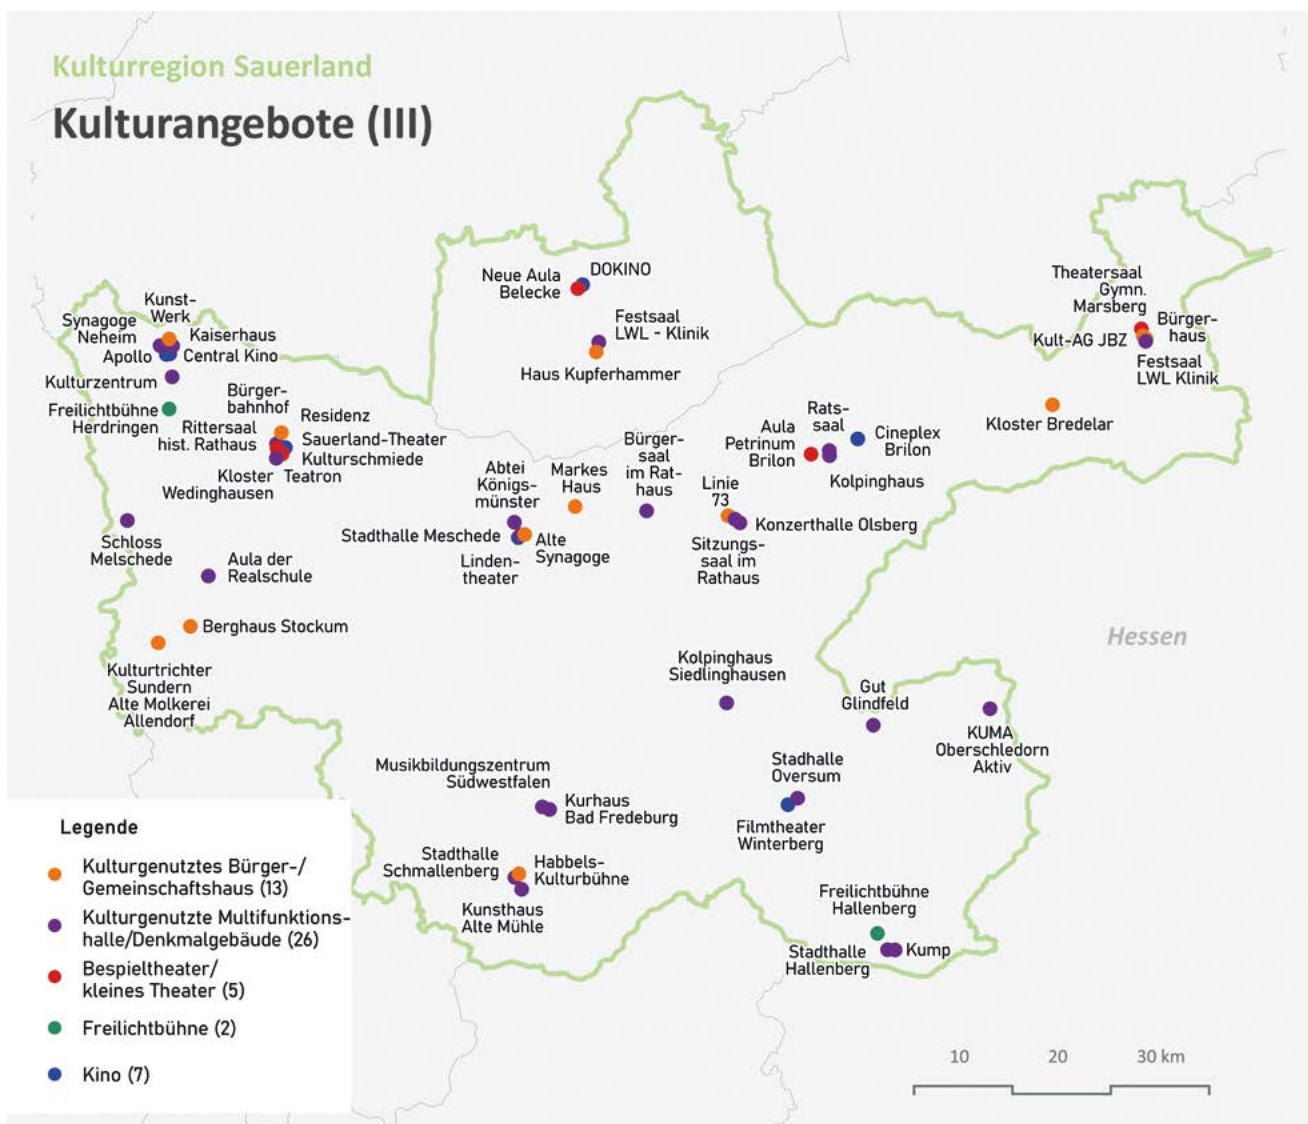 Kulturregion Sauerland
Kulturangebote (III)
Neue Aula
Belecke
DOKINO
Festsaal
LWL - Klinik
Haus Kupferhammer
Theatersaal
Gymn.
Marsberg
Kult-AG JBZ
Bürger-
haus
Festsaal
LWL Klinik
Kloster Bredelar
Kunst-
Werk
Synagoge
Neheim
Kaiserhaus
Apollo
Central Kino
Kulturzentrum
Freilichtbühne
Herdringen
Bürger-
bahnhof
Residenz
Rittersaal
hist. Rathaus
Sauerland-Theater
Kulturschmiede
Kloster
Wedinghausen
Teatron
Abtei
Königs-
münster
Markes
Haus
Bürger-
saal
im Rat-
haus
Stadthalle Meschede
Linden-
theater
Alte
Synagoge
Linie
73
Konzerthalle Olsberg
Sitzungs-
saal im
Rathaus
Aula
Petrinum
Brilon
Rats-
saal
Cineplex
Brilon
Kolpinghaus
Schloss
Melschede
Aula der
Realschule
Berghaus Stockum
Kulturtrichter
Sundern
Alte Molkerei
Allendorf
Hessen
Kolpinghaus
Siedlinghausen
Gut
Glindfeld
KUMA
Oberschledorn
Aktiv
Musikbildungszentrum
Südwestfalen
Kurhaus
Bad Fredeburg
Stadhalle
Oversum
Filmtheater
Winterberg
Stadthalle
Schmallenberg
Habbels-
Kulturbühne
Kunsthaus
Alte Mühle
Freilichtbühne
Hallenberg
Stadthalle
Hallenberg
Kump
Legende
Kulturgenutztes Bürger-/
Gemeinschaftshaus (13)
Kulturgenutzte Multifunktions-
halle/Denkmalgebäude (26)
Bespieltheater/
kleines Theater (5)
Freilichtbühne (2)
Kino (7)
10 20 30 km